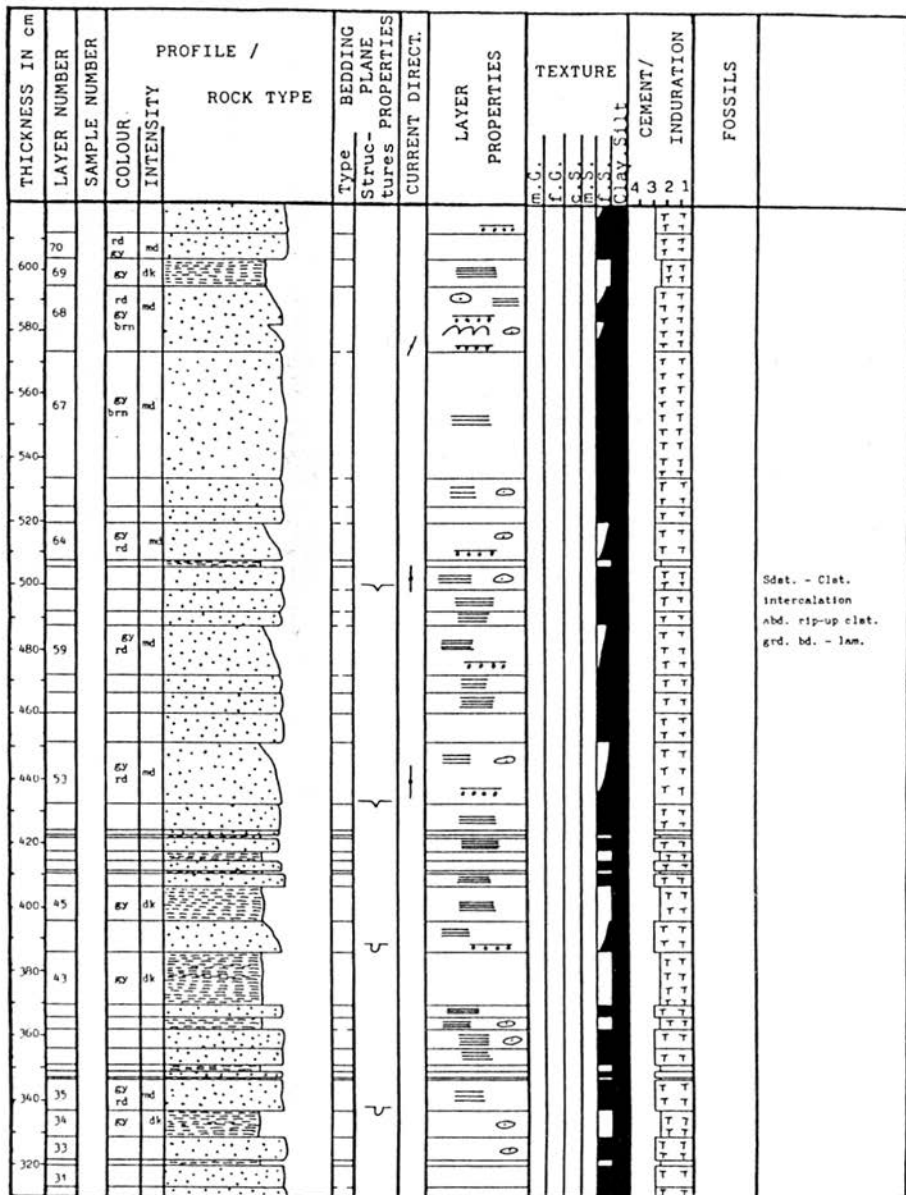 THICKNESS IN cm
LAYER NUMBER
SAMPLE NUMBER
COLOUR
INTENSITY
PROFILE /
ROCK TYPE
Type BEDDING
Struc- PLANE
tures PROPERTIES
CURRENT DIRECT.
LAYER
PROPERTIES
TEXTURE
m.G.
f.G.
c.S.
m.S.
f.S.
Clay.Silt
CEMENT/
INDURATION
4 3 2 1
FOSSILS
70 rd md
gy
600 69 gy dk
rd md
68 gy
580 brn
560
67 gy md
brn
540
520
64 gy md
rd
500 Sdst. - Clst.
intercalation
abd. rip-up clst.
gy grd. bd. - lam.
480 59 rd md
460
gy md
440 53 rd
420
400 45 gy dk
380 43 gy dk
360
340 35 gy md
rd
34 gy dk
33
320
31